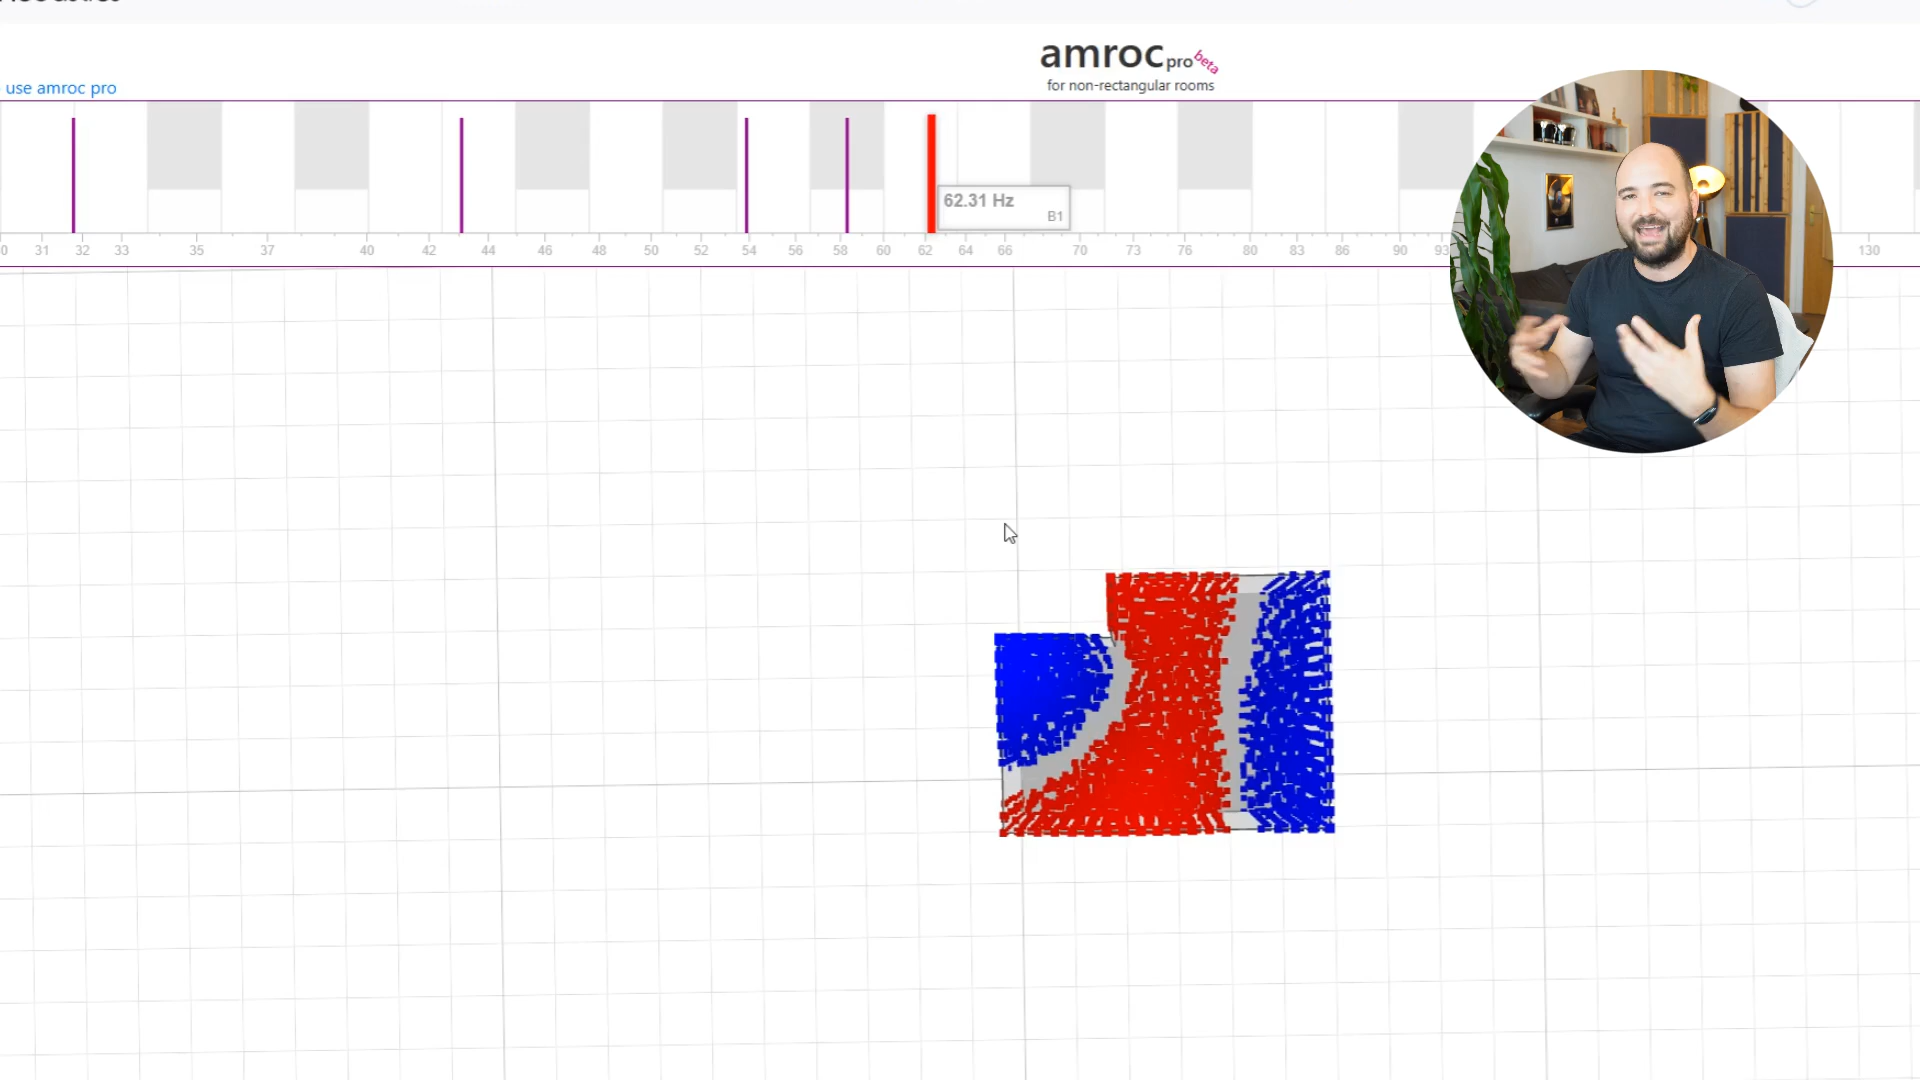 use amroc pro
amroc pro beta
for non-rectangular rooms
62.31 Hz
B1
31 32 33 35 37 40 42 44 46 48 50 52 54 56 58 60 62 64 66 70 73 76 80 83 86 90 93 130